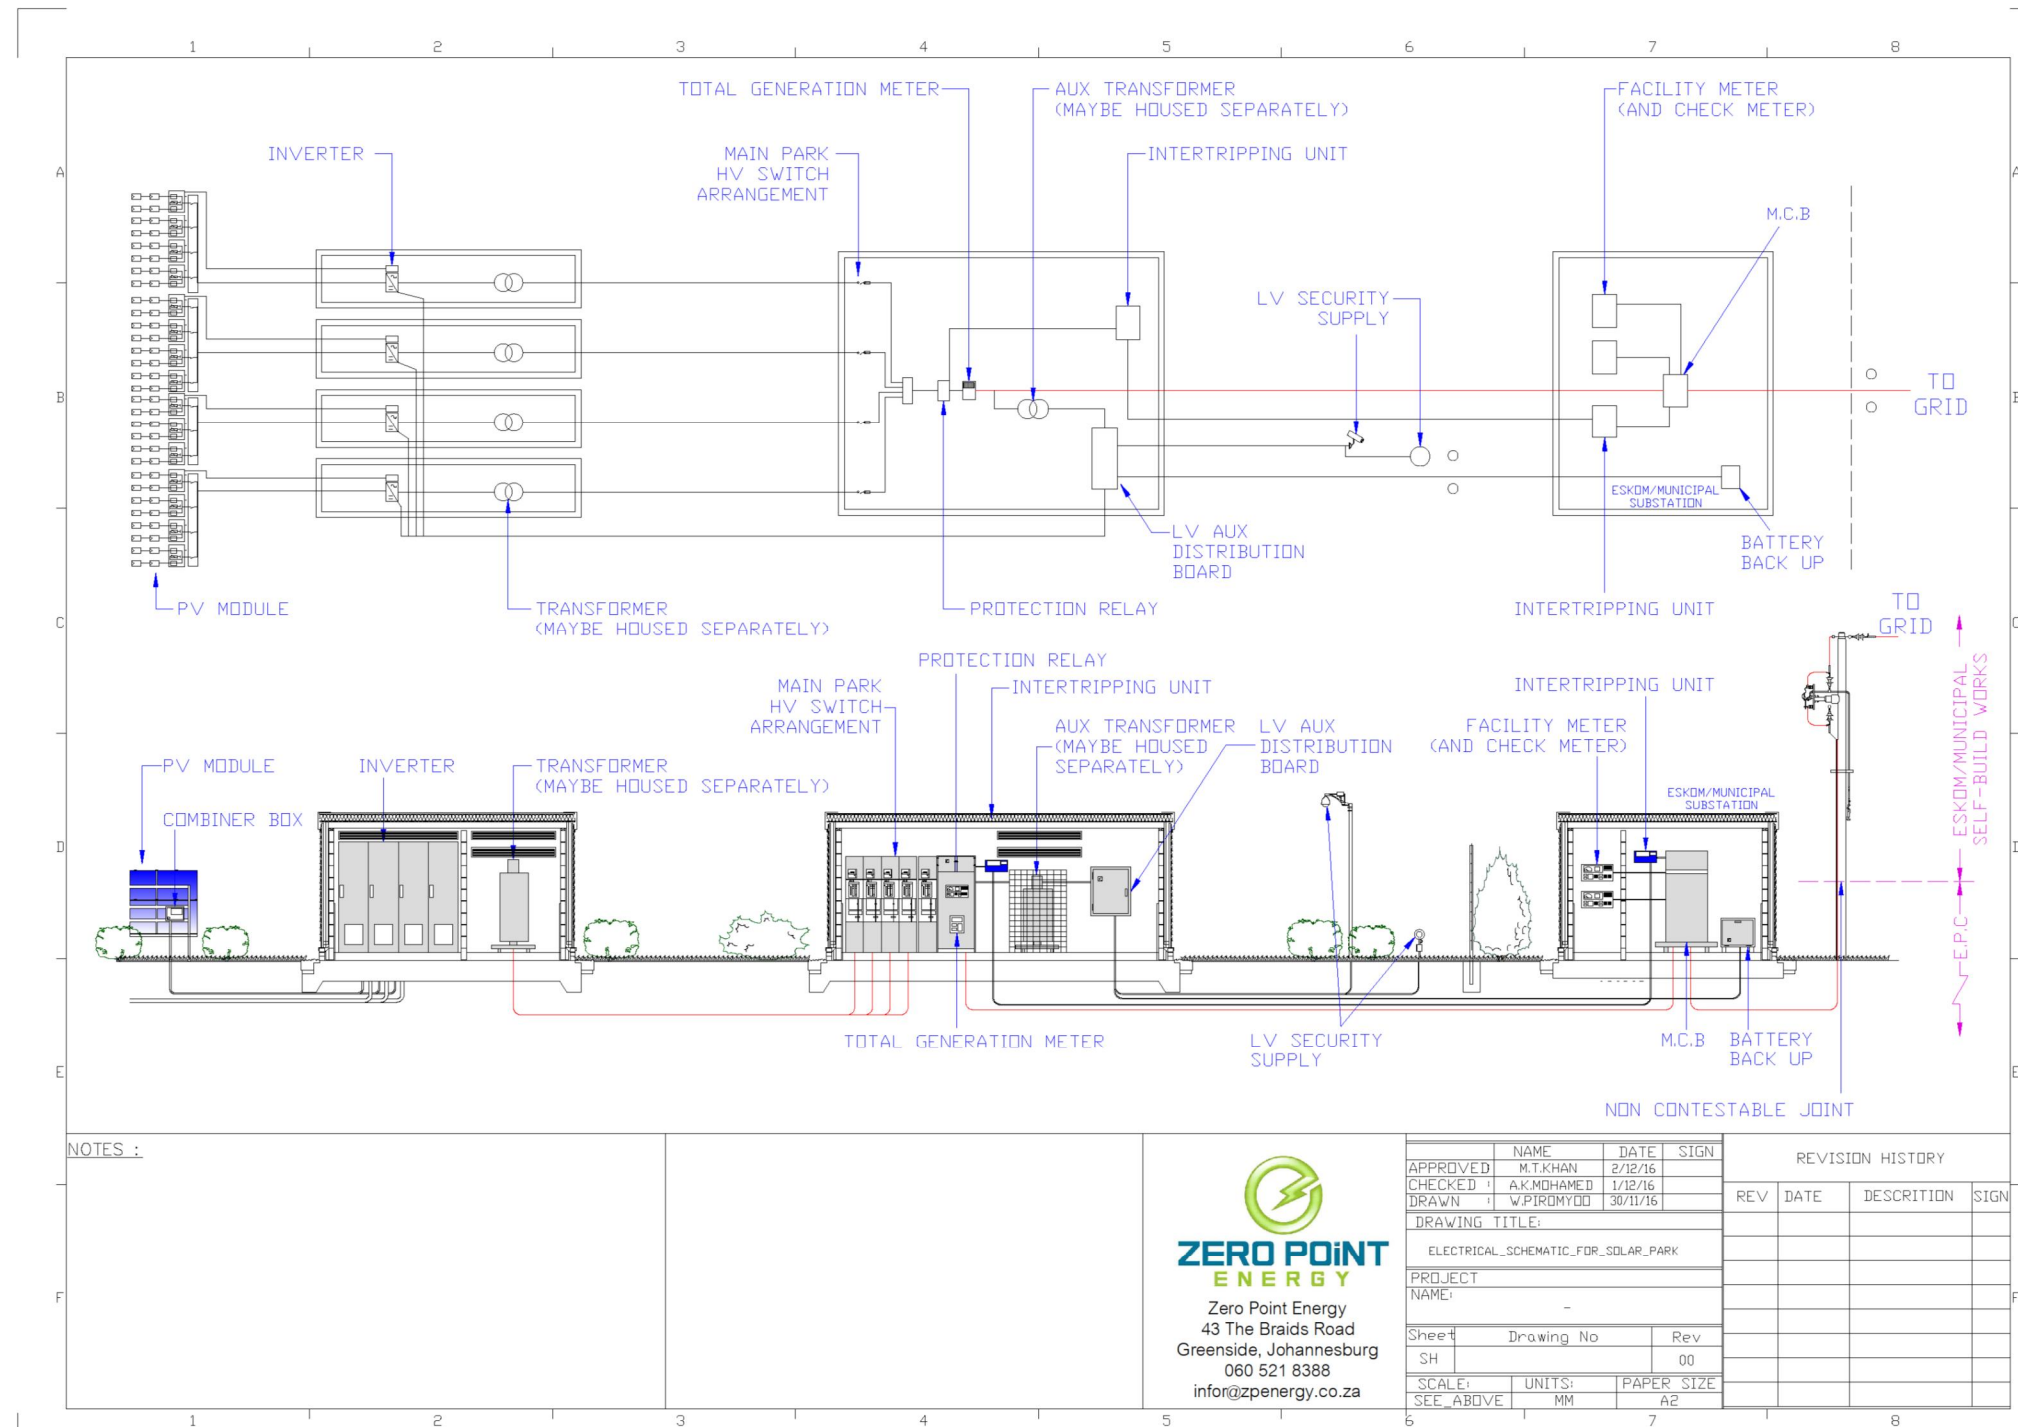 1 2 3 4 5 6 7 8
A
B
C
D
E
F
A
B
C
D
E
F
TOTAL GENERATION METER
AUX TRANSFORMER
(MAYBE HOUSED SEPARATELY)
FACILITY METER
(AND CHECK METER)
INVERTER
MAIN PARK
HV SWITCH
ARRANGEMENT
INTERTRIPPING UNIT
M.C.B
LV SECURITY
SUPPLY
TO
GRID
ESKOM/MUNICIPAL
SUBSTATION
LV AUX
DISTRIBUTION
BOARD
BATTERY
BACK UP
PV MODULE
TRANSFORMER
(MAYBE HOUSED SEPARATELY)
PROTECTION RELAY
INTERTRIPPING UNIT
TO
GRID
PROTECTION RELAY
MAIN PARK
HV SWITCH
ARRANGEMENT
INTERTRIPPING UNIT
INTERTRIPPING UNIT
AUX TRANSFORMER
(MAYBE HOUSED
SEPARATELY)
LV AUX
DISTRIBUTION
BOARD
FACILITY METER
(AND CHECK METER)
PV MODULE
INVERTER
TRANSFORMER
(MAYBE HOUSED SEPARATELY)
COMBINER BOX
ESKOM/MUNICIPAL
SUBSTATION
ESKOM/MUNICIPAL
SELF-BUILD WORKS
E.P.C
TOTAL GENERATION METER
LV SECURITY
SUPPLY
M.C.B
BATTERY
BACK UP
NON CONTESTABLE JOINT
NOTES :
ZERO POiNT
ENERGY
Zero Point Energy
43 The Braids Road
Greenside, Johannesburg
060 521 8388
infor@zpenergy.co.za
NAME DATE SIGN
APPROVED M.T.KHAN 2/12/16
CHECKED : A.K.MOHAMED 1/12/16
DRAWN : W.PIROMYOO 30/11/16
DRAWING TITLE:
ELECTRICAL_SCHEMATIC_FOR_SOLAR_PARK
PROJECT
NAME:
-
Sheet Drawing No Rev
SH 00
SCALE: UNITS: PAPER SIZE
SEE_ABOVE MM A2
REVISION HISTORY
REV DATE DESCRITION SIGN
1 2 3 4 5 6 7 8